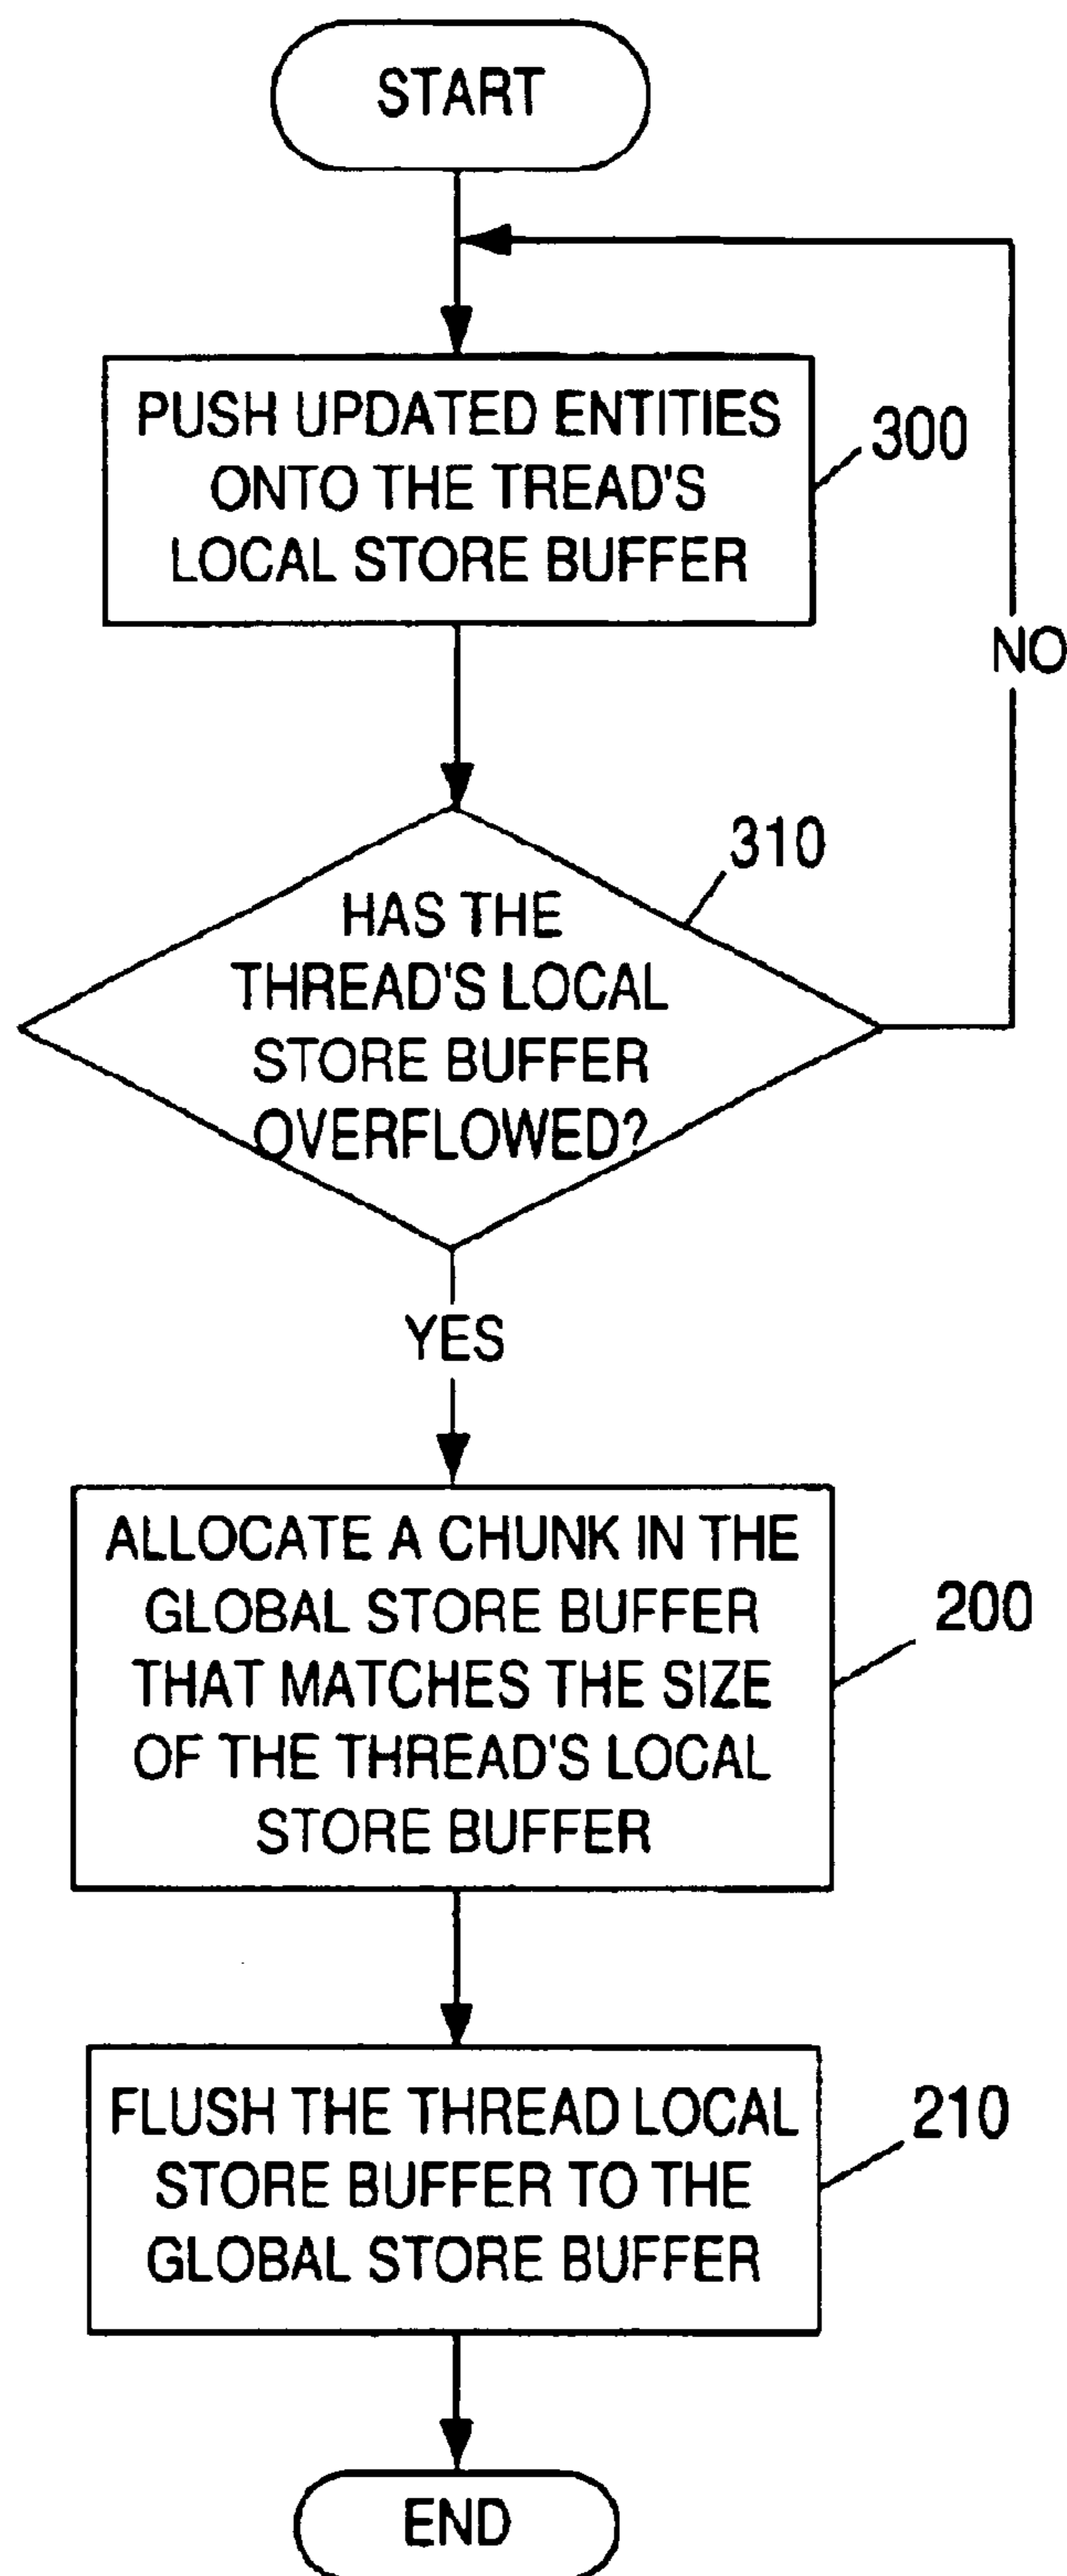 START
PUSH UPDATED ENTITIES
ONTO THE TREAD'S
LOCAL STORE BUFFER
300
NO
310
HAS THE
THREAD'S LOCAL
STORE BUFFER
OVERFLOWED?
YES
ALLOCATE A CHUNK IN THE
GLOBAL STORE BUFFER
THAT MATCHES THE SIZE
OF THE THREAD'S LOCAL
STORE BUFFER
200
FLUSH THE THREAD LOCAL
STORE BUFFER TO THE
GLOBAL STORE BUFFER
210
END